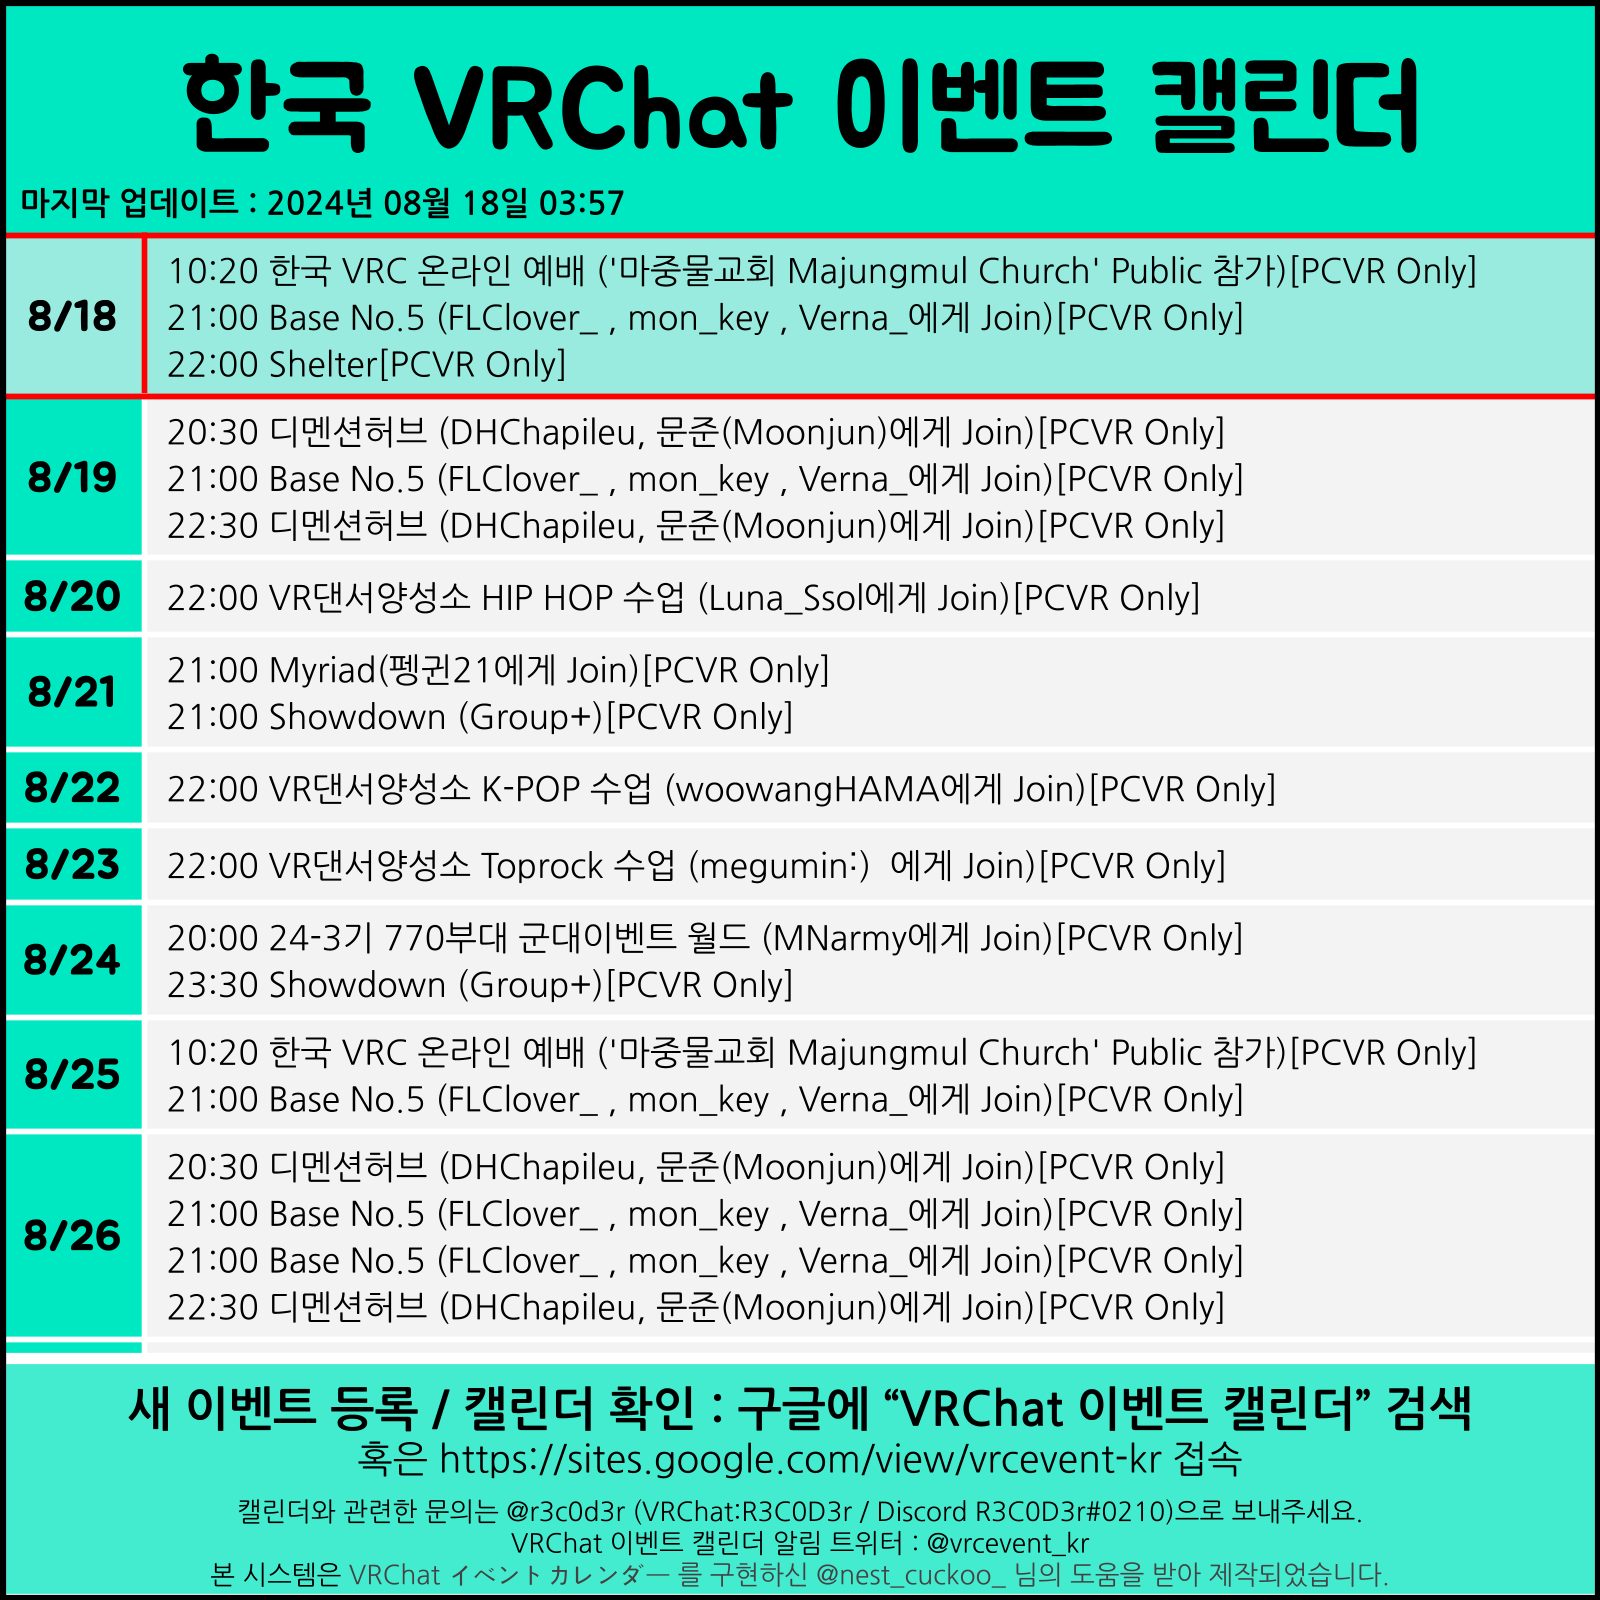 한국 VRChat 이벤트 캘린더
마지막 업데이트 : 2024년 08월 18일 03:57
8/18
10:20 한국 VRC 온라인 예배 ('마중물교회 Majungmul Church' Public 참가)[PCVR Only]
21:00 Base No.5 (FLClover_ , mon_key , Verna_에게 Join)[PCVR Only]
22:00 Shelter[PCVR Only]
8/19
20:30 디멘션허브 (DHChapileu, 문준(Moonjun)에게 Join)[PCVR Only]
21:00 Base No.5 (FLClover_ , mon_key , Verna_에게 Join)[PCVR Only]
22:30 디멘션허브 (DHChapileu, 문준(Moonjun)에게 Join)[PCVR Only]
8/20
22:00 VR댄서양성소 HIP HOP 수업 (Luna_Ssol에게 Join)[PCVR Only]
8/21
21:00 Myriad(펭귄21에게 Join)[PCVR Only]
21:00 Showdown (Group+)[PCVR Only]
8/22
22:00 VR댄서양성소 K-POP 수업 (woowangHAMA에게 Join)[PCVR Only]
8/23
22:00 VR댄서양성소 Toprock 수업 (megumin:)  에게 Join)[PCVR Only]
8/24
20:00 24-3기 770부대 군대이벤트 월드 (MNarmy에게 Join)[PCVR Only]
23:30 Showdown (Group+)[PCVR Only]
8/25
10:20 한국 VRC 온라인 예배 ('마중물교회 Majungmul Church' Public 참가)[PCVR Only]
21:00 Base No.5 (FLClover_ , mon_key , Verna_에게 Join)[PCVR Only]
8/26
20:30 디멘션허브 (DHChapileu, 문준(Moonjun)에게 Join)[PCVR Only]
21:00 Base No.5 (FLClover_ , mon_key , Verna_에게 Join)[PCVR Only]
21:00 Base No.5 (FLClover_ , mon_key , Verna_에게 Join)[PCVR Only]
22:30 디멘션허브 (DHChapileu, 문준(Moonjun)에게 Join)[PCVR Only]
새 이벤트 등록 / 캘린더 확인 : 구글에 “VRChat 이벤트 캘린더” 검색
혹은 https://sites.google.com/view/vrcevent-kr 접속
캘린더와 관련한 문의는 @r3c0d3r (VRChat:R3C0D3r / Discord R3C0D3r#0210)으로 보내주세요.
VRChat 이벤트 캘린더 알림 트위터 : @vrcevent_kr
본 시스템은 VRChat イベントカレンダー 를 구현하신 @nest_cuckoo_ 님의 도움을 받아 제작되었습니다.